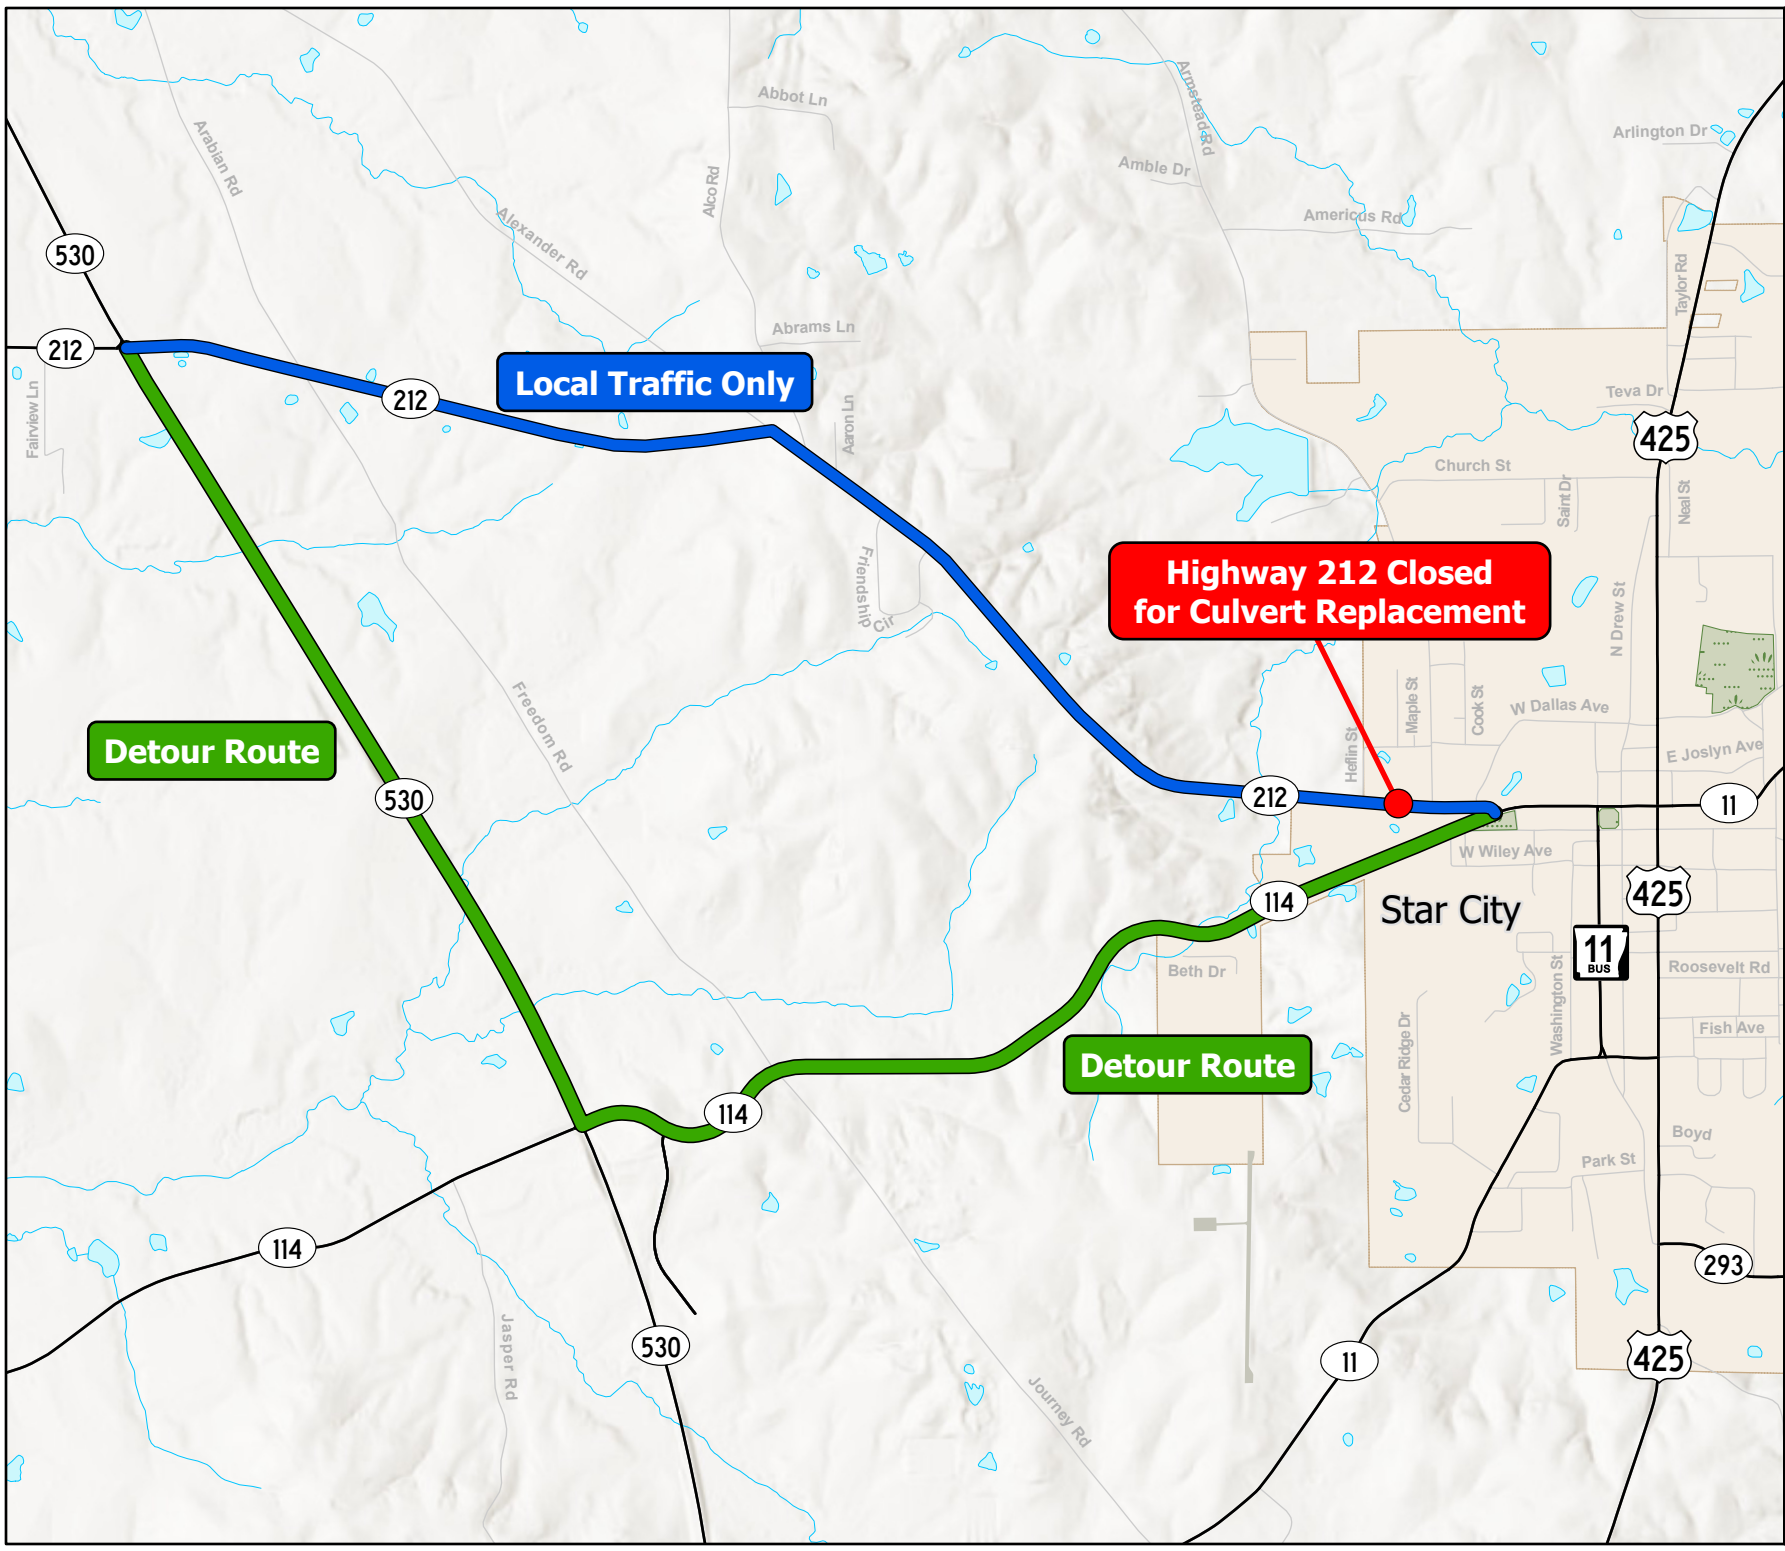 Abbot Ln
Armstead Rd
Arlington Dr
Arabian Rd
Amble Dr
Alco Rd
Alexander Rd
Americus Rd
530
Taylor Rd
Abrams Ln
212
Local Traffic Only
212
Fairview Ln
Aaron Ln
Teva Dr
425
Church St
Saint Dr
Neal St
Friendship Cir
Highway 212 Closed
for Culvert Replacement
N Drew St
Maple St
Cook St
W Dallas Ave
Freedom Rd
Detour Route
Heflin St
E Joslyn Ave
530
212
11
W Wiley Ave
114
Star City
425
11
BUS
Beth Dr
Roosevelt Rd
Washington St
Fish Ave
Cedar Ridge Dr
Detour Route
114
Boyd
Park St
114
293
Jasper Rd
530
11
425
Journey Rd